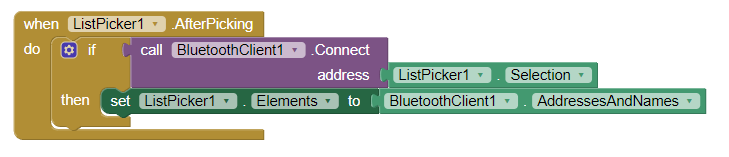 when ListPicker1 .AfterPicking
do if call BluetoothClient1 .Connect
address ListPicker1 . Selection
then set ListPicker1 . Elements to BluetoothClient1 . AddressesAndNames